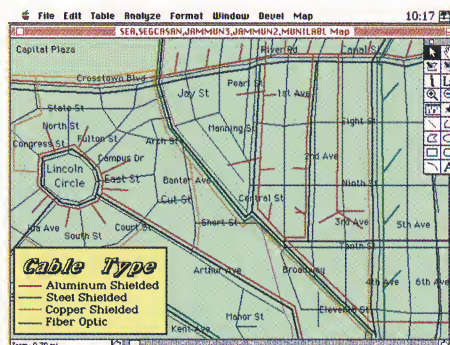 File Edit Table Analyze Format Window Devel Map 10:17
SEA,SEGCASAN,JAMMUN3,JAMMUN2,MUNILABL Map
Capital Plaza
River Rd
Canal St
Crosstown Blvd
Jay St
Pearl St
1st Ave
State St
North St
Fulton St
Manning St
Eight St
Congress St
Arch St
Campus Dr
2nd Ave
Lincoln
Circle
East St
Banter Ave
Ninth St
Cut St
Central St
Ida Ave
South St
Court St
Short St
3rd Ave
5th Ave
Tenth St
Cable Type
Aluminum Shielded
Steel Shielded
Copper Shielded
Fiber Optic
Arthur Ave
Broadway
4th Ave
6th Ave
Manor St
Eleventh St
Kent Ave